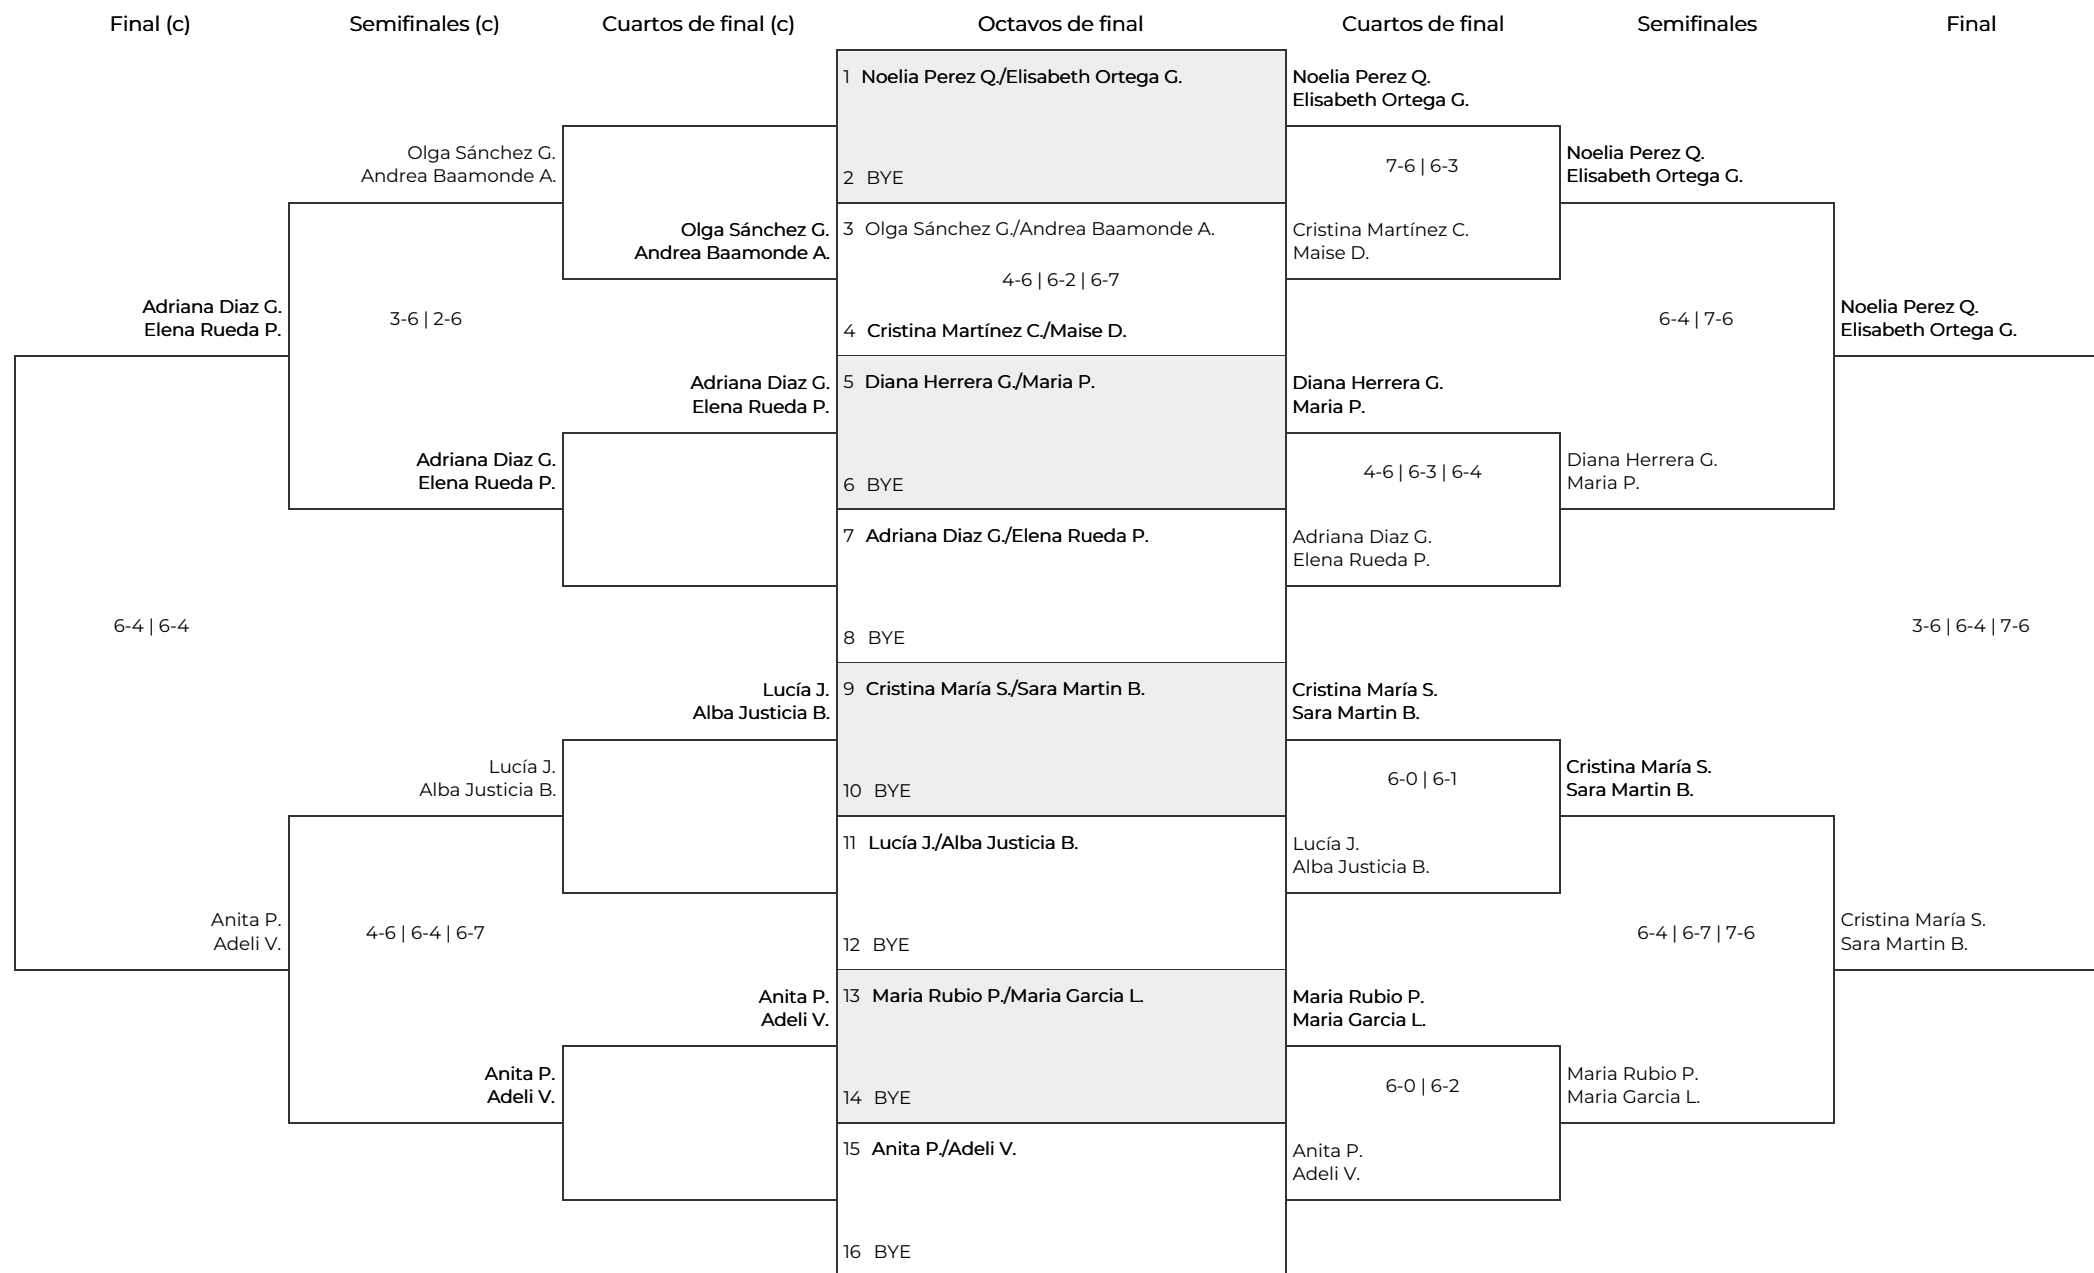 Final (c)
Semifinales (c)
Cuartos de final (c)
Octavos de final
Cuartos de final
Semifinales
Final
Adriana Diaz G.
Elena Rueda P.
6-4 | 6-4
Anita P.
Adeli V.
Olga Sánchez G.
Andrea Baamonde A.
3-6 | 2-6
Adriana Diaz G.
Elena Rueda P.
Lucía J.
Alba Justicia B.
4-6 | 6-4 | 6-7
Anita P.
Adeli V.
Olga Sánchez G.
Andrea Baamonde A.
Adriana Diaz G.
Elena Rueda P.
Lucía J.
Alba Justicia B.
Anita P.
Adeli V.
1 Noelia Perez Q./Elisabeth Ortega G.
2 BYE
3 Olga Sánchez G./Andrea Baamonde A.
4-6 | 6-2 | 6-7
4 Cristina Martínez C./Maise D.
5 Diana Herrera G./Maria P.
6 BYE
7 Adriana Diaz G./Elena Rueda P.
8 BYE
9 Cristina María S./Sara Martin B.
10 BYE
11 Lucía J./Alba Justicia B.
12 BYE
13 Maria Rubio P./Maria Garcia L.
14 BYE
15 Anita P./Adeli V.
16 BYE
Noelia Perez Q.
Elisabeth Ortega G.
7-6 | 6-3
Cristina Martínez C.
Maise D.
Diana Herrera G.
Maria P.
4-6 | 6-3 | 6-4
Adriana Diaz G.
Elena Rueda P.
Cristina María S.
Sara Martin B.
6-0 | 6-1
Lucía J.
Alba Justicia B.
Maria Rubio P.
Maria Garcia L.
6-0 | 6-2
Anita P.
Adeli V.
Noelia Perez Q.
Elisabeth Ortega G.
6-4 | 7-6
Diana Herrera G.
Maria P.
Cristina María S.
Sara Martin B.
6-4 | 6-7 | 7-6
Maria Rubio P.
Maria Garcia L.
Noelia Perez Q.
Elisabeth Ortega G.
3-6 | 6-4 | 7-6
Cristina María S.
Sara Martin B.